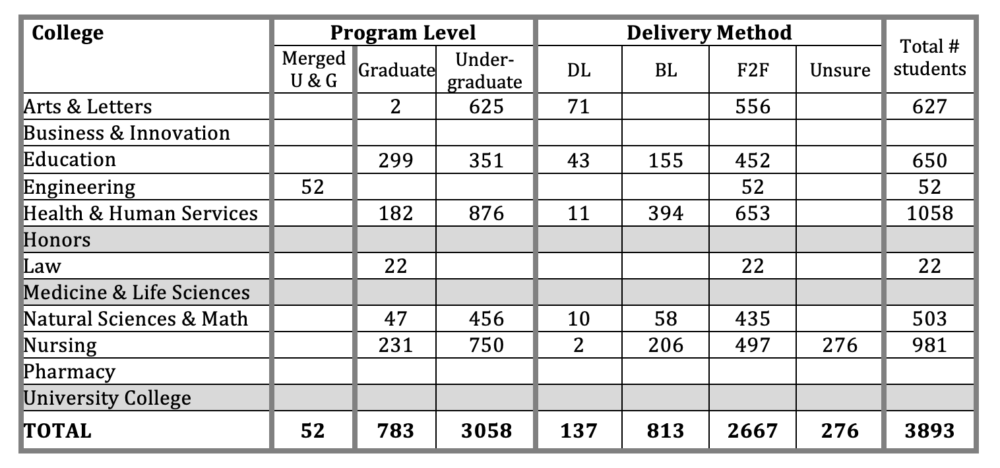 College Program Level Delivery Method Total # students
Merged U & G Graduate Under-graduate DL BL F2F Unsure
Arts & Letters 2 625 71 556 627
Business & Innovation
Education 299 351 43 155 452 650
Engineering 52 52 52
Health & Human Services 182 876 11 394 653 1058
Honors
Law 22 22 22
Medicine & Life Sciences
Natural Sciences & Math 47 456 10 58 435 503
Nursing 231 750 2 206 497 276 981
Pharmacy
University College
TOTAL 52 783 3058 137 813 2667 276 3893